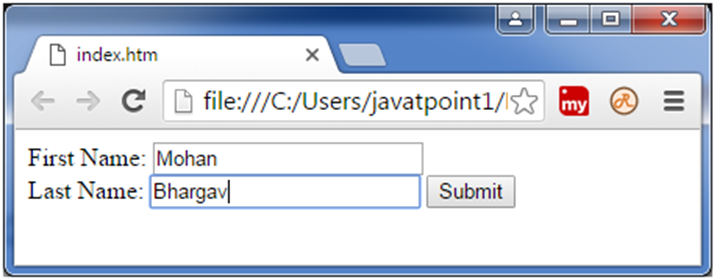 index.htm
file:///C:/Users/javatpoint1/
my
First Name: Mohan
Last Name: Bhargav Submit